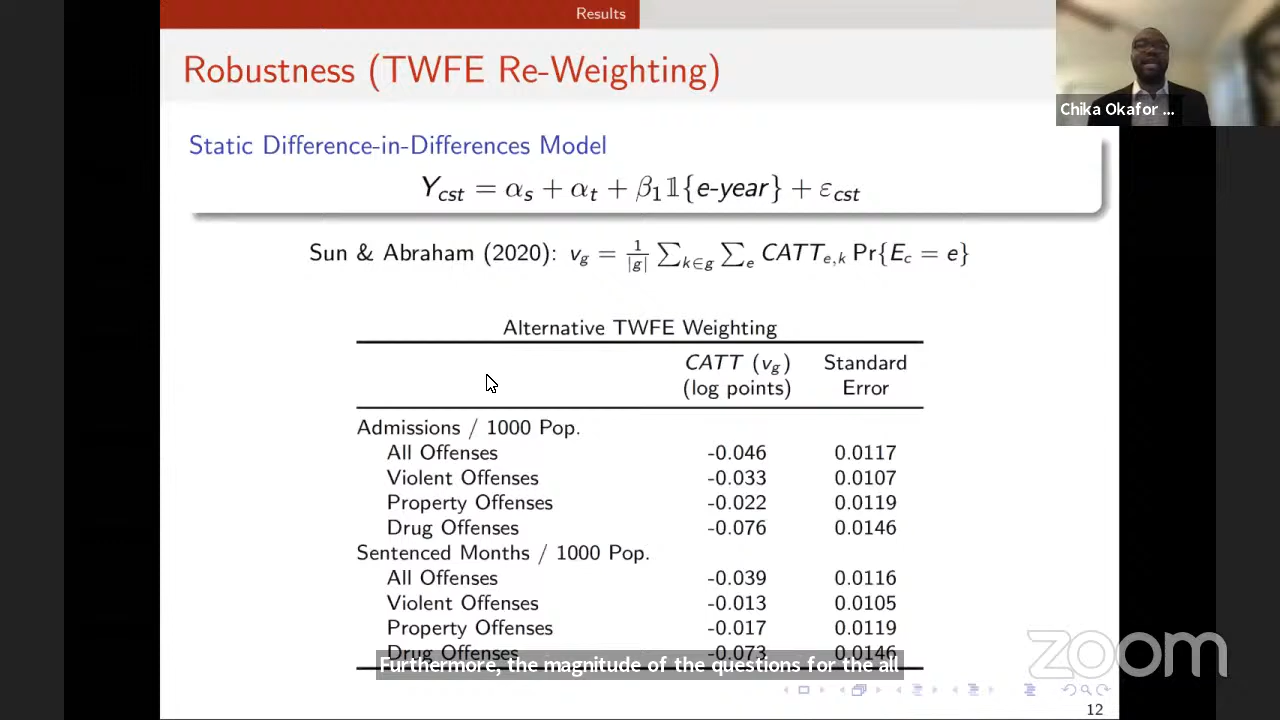 Results
Robustness (TWFE Re-Weighting)
Chika Okafor ...
Static Difference-in-Differences Model
Y_cst = α_s + α_t + β_1 𝟙{e-year} + ε_cst
Sun & Abraham (2020): v_g = 1/|g| ∑_{k∈g} ∑_e CATT_{e,k} Pr{E_c = e}
Alternative TWFE Weighting
CATT (v_g) Standard
(log points) Error
Admissions / 1000 Pop.
All Offenses -0.046 0.0117
Violent Offenses -0.033 0.0107
Property Offenses -0.022 0.0119
Drug Offenses -0.076 0.0146
Sentenced Months / 1000 Pop.
All Offenses -0.039 0.0116
Violent Offenses -0.013 0.0105
Property Offenses -0.017 0.0119
Drug Offenses -0.073 0.0146
Furthermore, the magnitude of the questions for the all
zoom
12